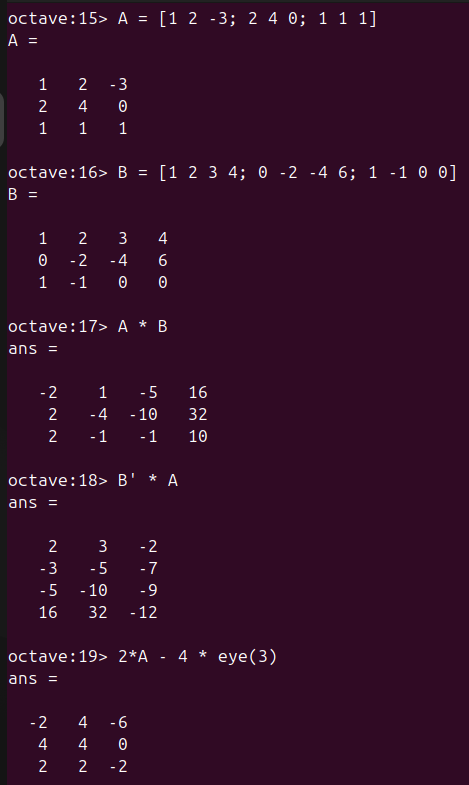 octave:15> A = [1 2 -3; 2 4 0; 1 1 1]
A =
1 2 -3
2 4 0
1 1 1
octave:16> B = [1 2 3 4; 0 -2 -4 6; 1 -1 0 0]
B =
1 2 3 4
0 -2 -4 6
1 -1 0 0
octave:17> A * B
ans =
-2 1 -5 16
2 -4 -10 32
2 -1 -1 10
octave:18> B' * A
ans =
2 3 -2
-3 -5 -7
-5 -10 -9
16 32 -12
octave:19> 2*A - 4 * eye(3)
ans =
-2 4 -6
4 4 0
2 2 -2